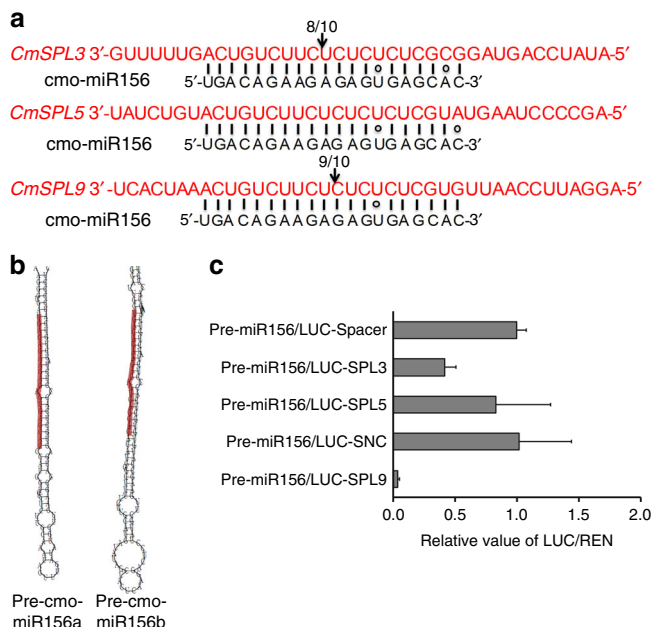 a
8/10
CmSPL3 3′-GUUUUUGACUGUCUUCUCUCUCUCUCGCGGAUGACCUAUA-5′
cmo-miR156 5′-UGACAGAAGAGAGUGAGCAC-3′
CmSPL5 3′-UAUCUGUACUGUCUUCUCUCUCUCUCGUAUGAAUCCCCGA-5′
cmo-miR156 5′-UGACAGAAGAGAGUGAGCAC-3′
9/10
CmSPL9 3′-UCACUAAACUGUCUUCUCUCUCUCUCGUGUUAACCUUAGGA-5′
cmo-miR156 5′-UGACAGAAGAGAGUGAGCAC-3′
b
Pre-cmo-
miR156a
Pre-cmo-
miR156b
c
Pre-miR156/LUC-Spacer
Pre-miR156/LUC-SPL3
Pre-miR156/LUC-SPL5
Pre-miR156/LUC-SNC
Pre-miR156/LUC-SPL9
0.0 0.5 1.0 1.5 2.0
Relative value of LUC/REN